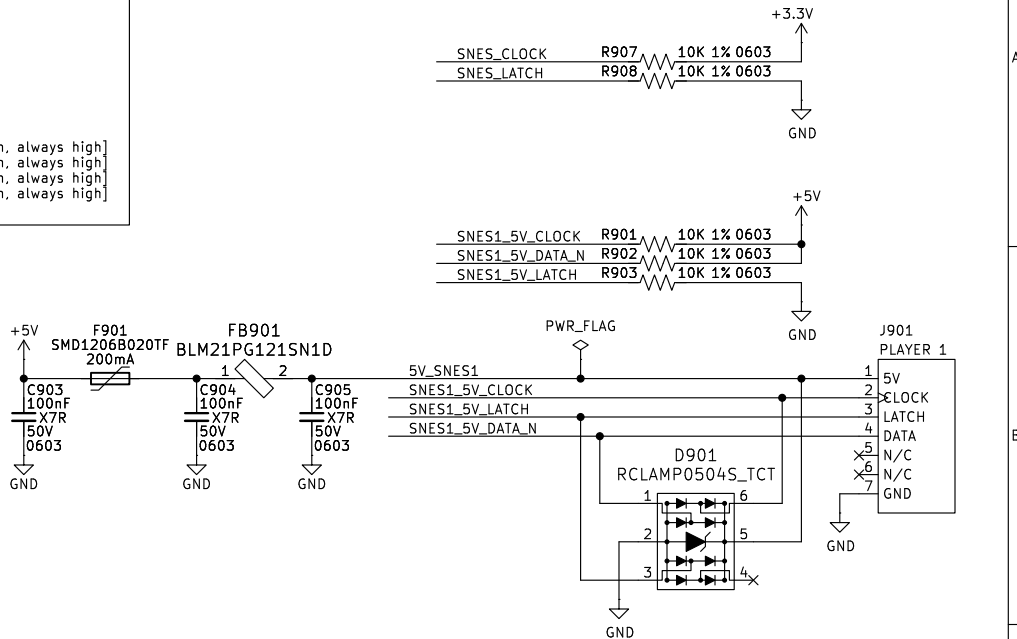 +3.3V
SNES_CLOCK R907 10K 1% 0603
SNES_LATCH R908 10K 1% 0603
GND
A
n, always high]
n, always high]
n, always high]
n, always high]
+5V
SNES1_5V_CLOCK R901 10K 1% 0603
SNES1_5V_DATA_N R902 10K 1% 0603
SNES1_5V_LATCH R903 10K 1% 0603
GND
+5V
F901
SMD1206B020TF
200mA
FB901
BLM21PG121SN1D
1 2
C903
100nF
X7R
50V
0603
GND
C904
100nF
X7R
50V
0603
GND
C905
100nF
X7R
50V
0603
GND
PWR_FLAG
5V_SNES1
SNES1_5V_CLOCK
SNES1_5V_LATCH
SNES1_5V_DATA_N
J901
PLAYER 1
1 5V
2 CLOCK
3 LATCH
4 DATA
5 N/C
6 N/C
7 GND
GND
B
D901
RCLAMP0504S_TCT
1 6
2 5
3 4
GND